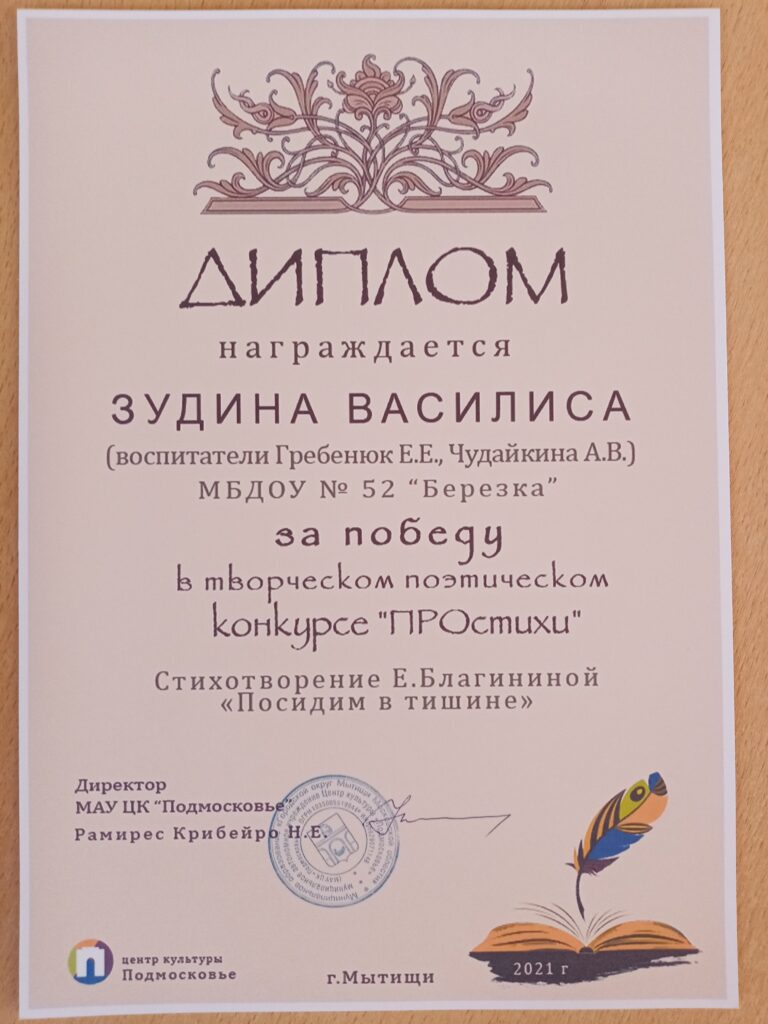 ДИПЛОМ
награждается
ЗУДИНА ВАСИЛИСА
(воспитатели Гребенюк Е.Е., Чудайкина А.В.)
МБДОУ № 52 “Березка”
за победу
в творческом поэтическом
конкурсе "ПРОстихи"
Стихотворение Е.Благининой
«Посидим в тишине»
Директор
МАУ ЦК “Подмосковье”
Рамирес Крибейро Н.Е.
центр культуры
Подмосковье
г.Мытищи
2021 г